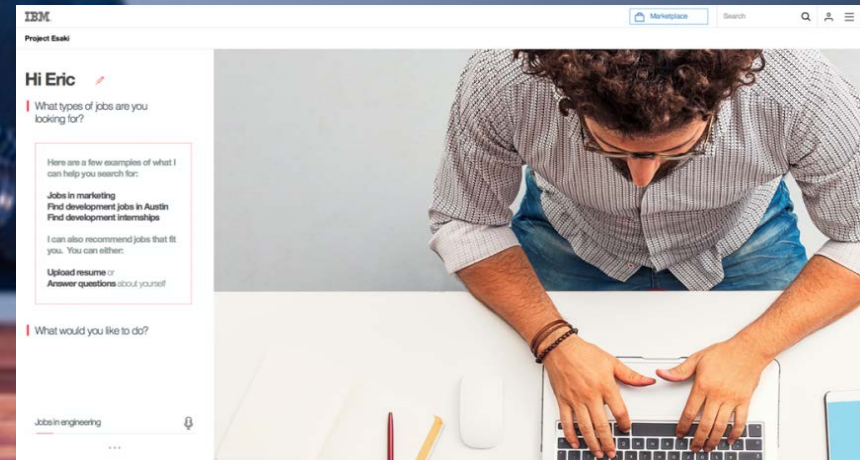 IBM
Marketplace
Search
Project Esaki
Hi Eric
What types of jobs are you
looking for?
Here are a few examples of what I
can help you search for:
Jobs in marketing
Find development jobs in Austin
Find development internships
I can also recommend jobs that fit
you. You can either:
Upload resume or
Answer questions about yourself
What would you like to do?
Jobs in engineering